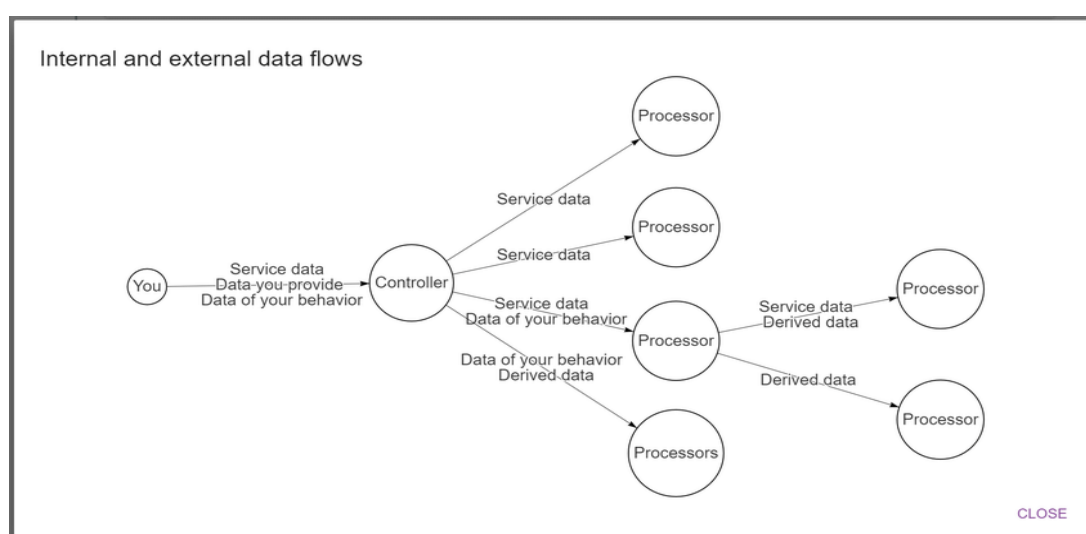 Internal and external data flows
Processor
Service data
Processor
Service data
Service data
Data you provide
Data of your behavior
You
Controller
Service data
Data of your behavior
Processor
Service data
Derived data
Processor
Data of your behavior
Derived data
Derived data
Processor
Processors
CLOSE